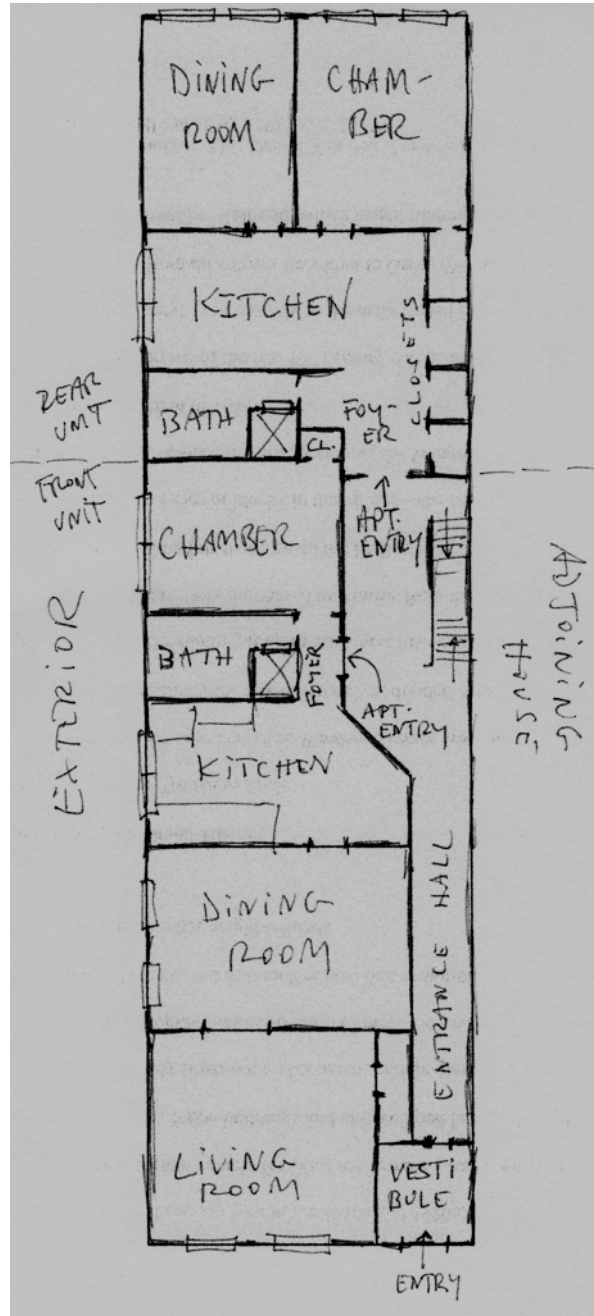 DINING
ROOM
CHAM-
BER
KITCHEN
CLOSETS
REAR
UNIT
BATH
FOY-
ER
CL.
FRONT
UNIT
APT.
ENTRY
CHAMBER
EXTERIOR
ADJOINING
HOUSE
BATH
FOYER
APT.
ENTRY
KITCHEN
DINING
ROOM
ENTRANCE HALL
LIVING
ROOM
VESTI
BULE
ENTRY